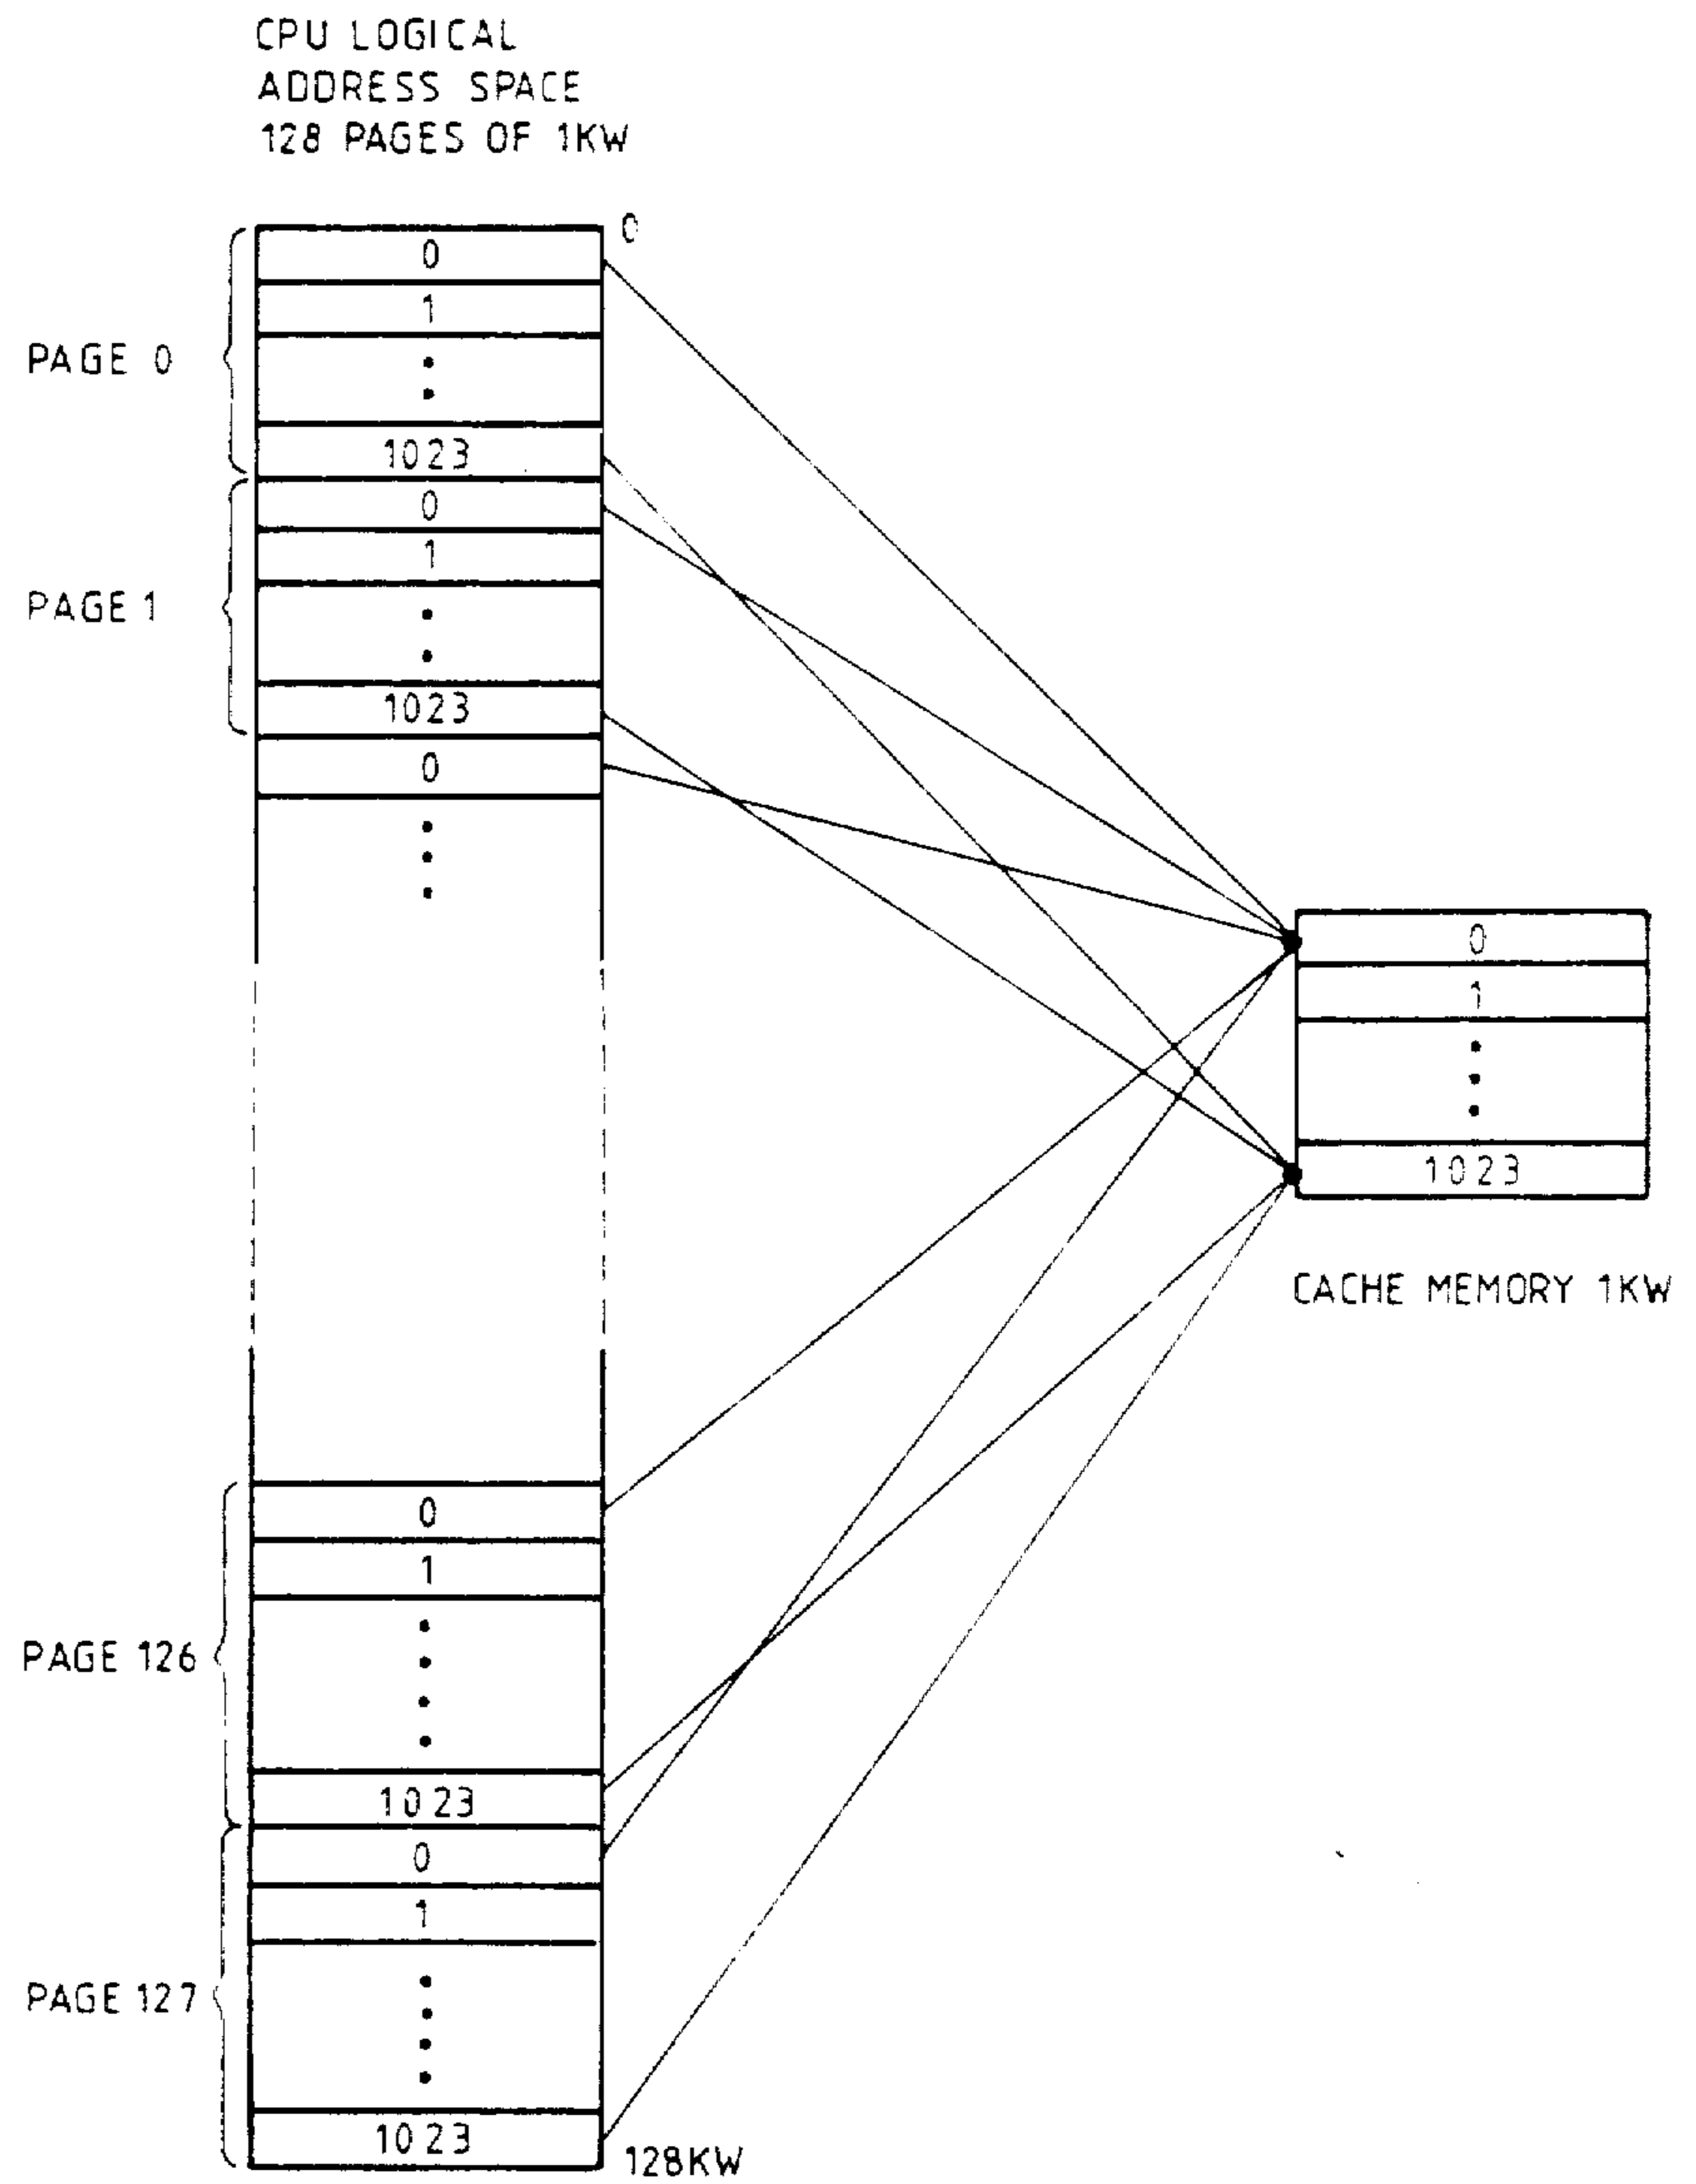 CPU LOGICAL
ADDRESS SPACE
128 PAGES OF 1KW
0
0
1
PAGE 0
1023
0
1
PAGE 1
1023
0
0
1
1023
CACHE MEMORY 1KW
0
1
PAGE 126
1023
0
1
PAGE 127
1023
128KW